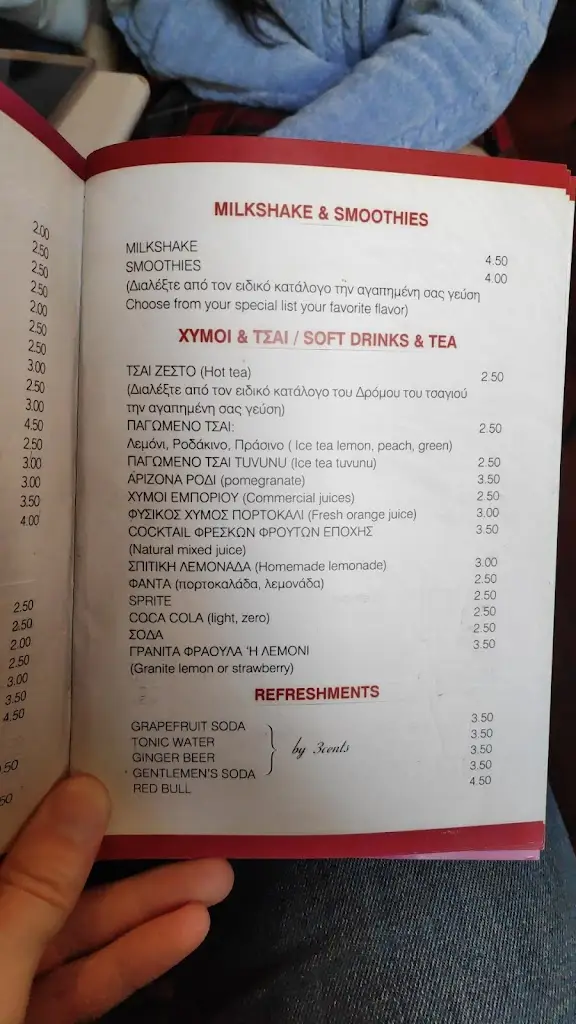 2.00
2.50
2.50
2.50
2.00
2.50
2.50
3.00
2.50
3.00
4.50
2.50
3.00
3.00
3.50
4.00
2.50
2.50
2.00
2.50
3.00
3.50
4.50
.50
50
MILKSHAKE & SMOOTHIES
MILKSHAKE 4.50
SMOOTHIES 4.00
(Διαλέξτε από τον ειδικό κατάλογο την αγαπημένη σας γεύση
Choose from your special list your favorite flavor)
ΧΥΜΟΙ & ΤΣΑΙ / SOFT DRINKS & TEA
ΤΣΑΙ ΖΕΣΤΟ (Hot tea) 2.50
(Διαλέξτε από τον ειδικό κατάλογο του Δρόμου του τσαγιού
την αγαπημένη σας γεύση)
ΠΑΓΩΜΕΝΟ ΤΣΑΙ: 2.50
Λεμόνι, Ροδάκινο, Πράσινο ( Ice tea lemon, peach, green)
ΠΑΓΩΜΕΝΟ ΤΣΑΙ TUVUNU (Ice tea tuvunu) 2.50
ΑΡΙΖΟΝΑ ΡΟΔΙ (pomegranate) 3.50
ΧΥΜΟΙ ΕΜΠΟΡΙΟΥ (Commercial juices) 2.50
ΦΥΣΙΚΟΣ ΧΥΜΟΣ ΠΟΡΤΟΚΑΛΙ (Fresh orange juice) 3.00
COCKTAIL ΦΡΕΣΚΩΝ ΦΡΟΥΤΩΝ ΕΠΟΧΗΣ 3.50
(Natural mixed juice)
ΣΠΙΤΙΚΗ ΛΕΜΟΝΑΔΑ (Homemade lemonade) 3.00
ΦΑΝΤΑ (πορτοκαλάδα, λεμονάδα) 2.50
SPRITE 2.50
COCA COLA (light, zero) 2.50
ΣΟΔΑ 2.50
ΓΡΑΝΙΤΑ ΦΡΑΟΥΛΑ 'Η ΛΕΜΟΝΙ 3.50
(Granite lemon or strawberry)
REFRESHMENTS
GRAPEFRUIT SODA 3.50
TONIC WATER 3.50
by 3cents
GINGER BEER 3.50
GENTLEMEN'S SODA 3.50
RED BULL 4.50